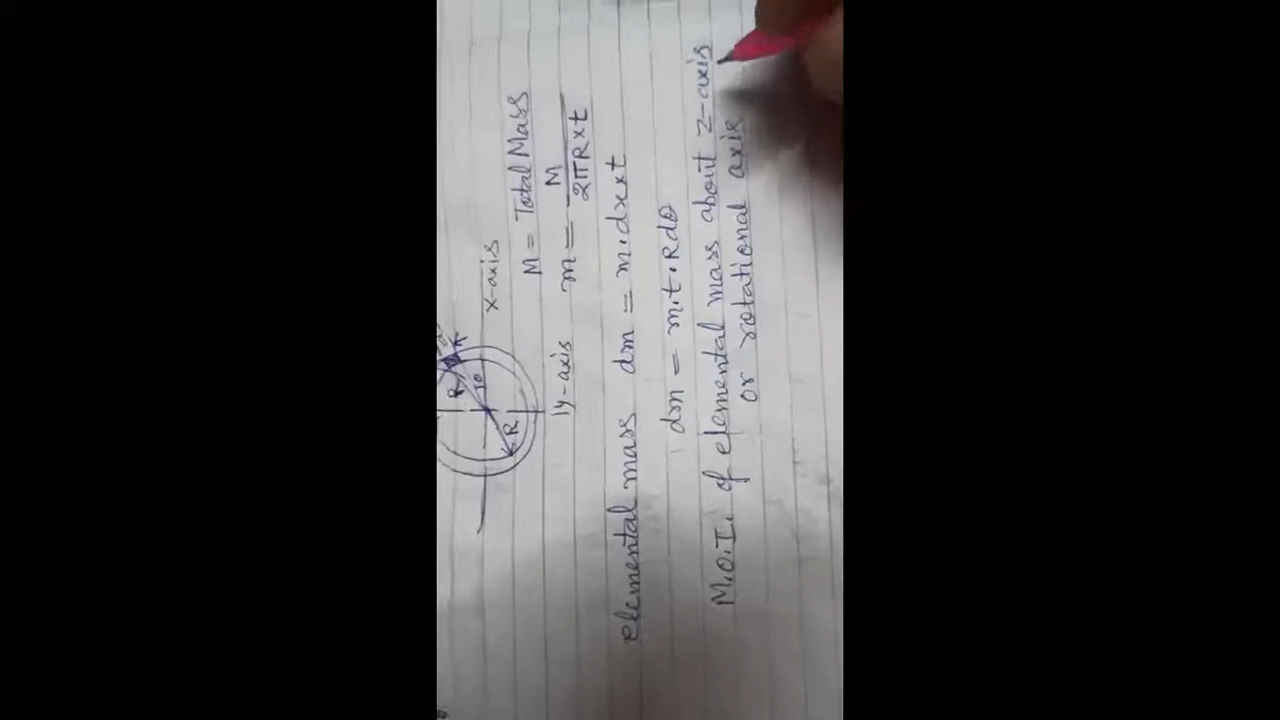 R
R
x-axis
M = Total Mass
y-axis
m = M / 2πR×t
elemental mass dm = m·dx×t
dm = m·t·Rdθ
M.O.I. of elemental mass about z-axis
or rotational axis